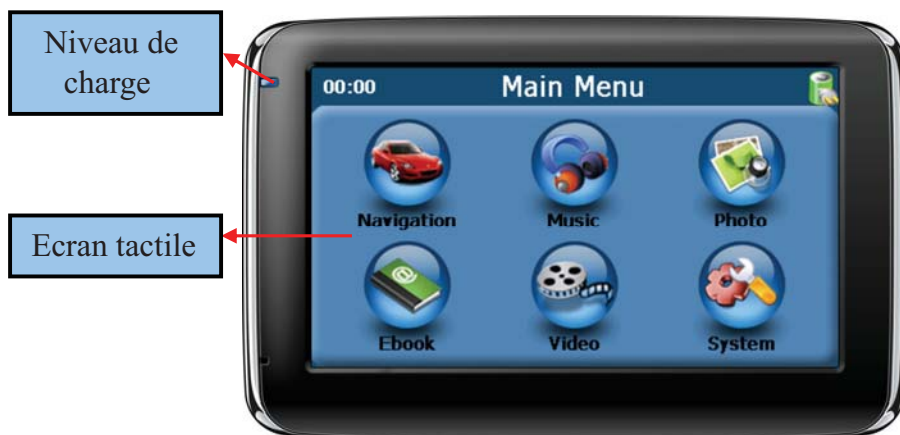 Niveau de
charge
Ecran tactile
00:00 Main Menu
Navigation Music Photo
Ebook Video System